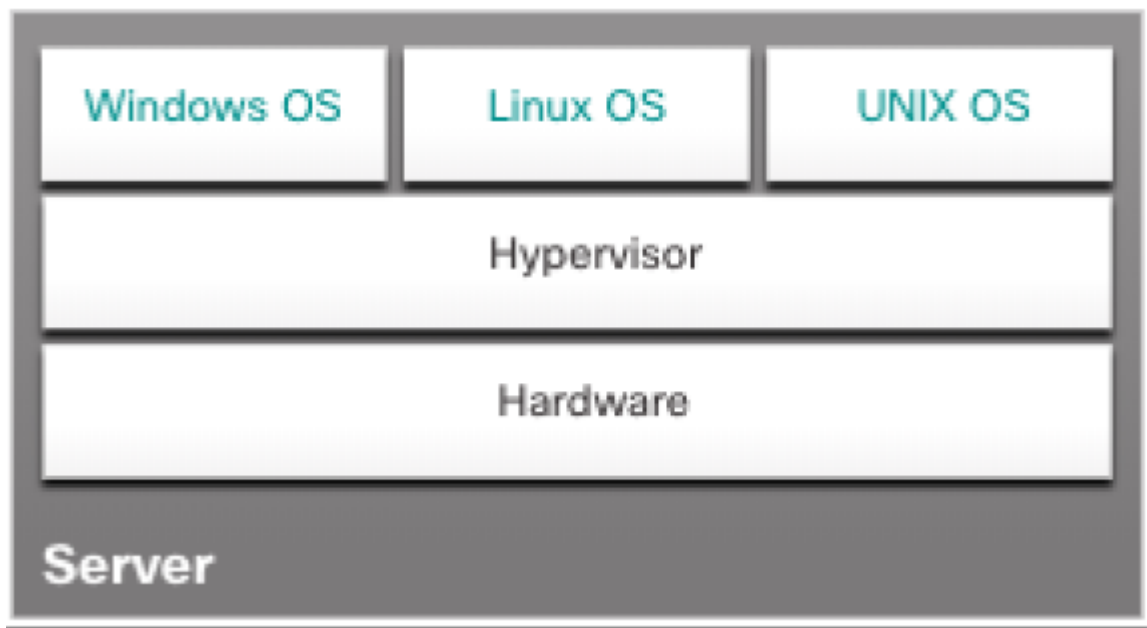 Windows OS
Linux OS
UNIX OS
Hypervisor
Hardware
Server